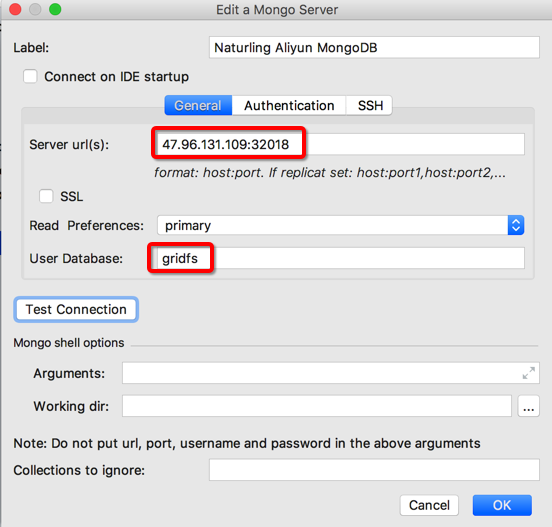 Edit a Mongo Server
Label: Naturling Aliyun MongoDB
Connect on IDE startup
General Authentication SSH
Server url(s): 47.96.131.109:32018
format: host:port. If replicat set: host:port1,host:port2,...
SSL
Read Preferences: primary
User Database: gridfs
Test Connection
Mongo shell options
Arguments:
Working dir: ...
Note: Do not put url, port, username and password in the above arguments
Collections to ignore:
Cancel OK